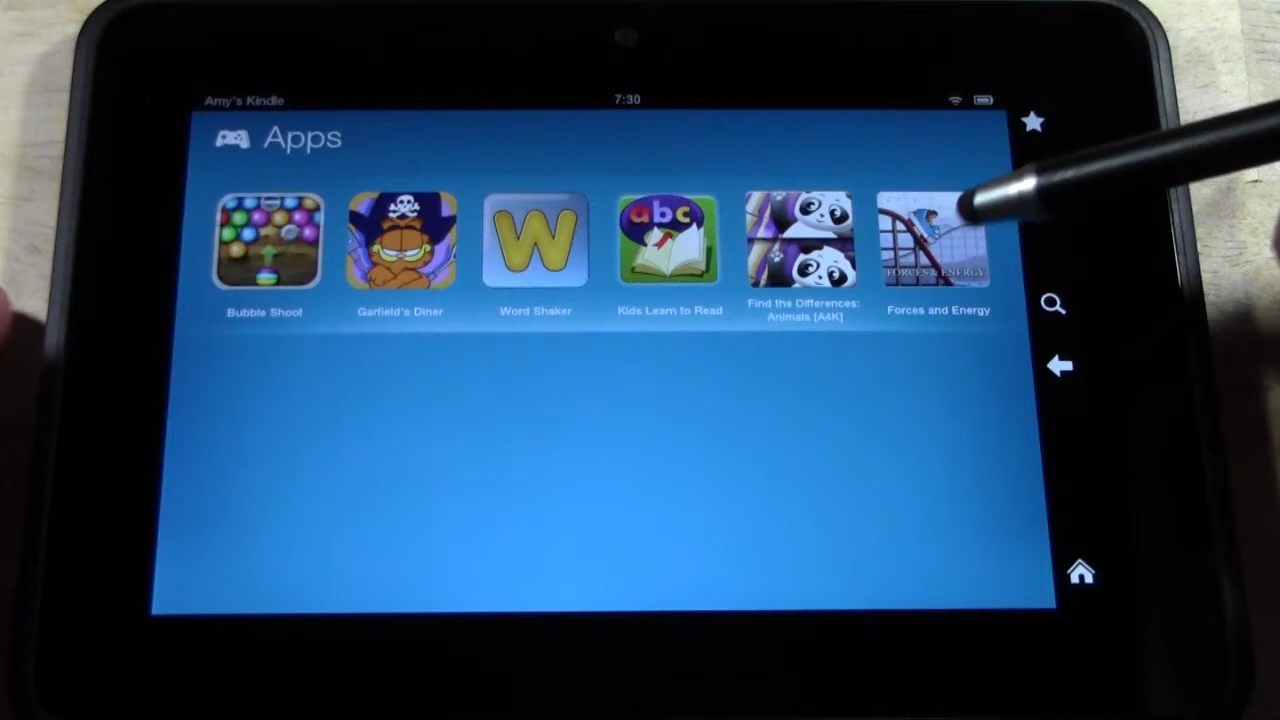 Amy's Kindle
7:30
Apps
W
abc
FORCES & ENERGY
Bubble Shoot
Garfield's Diner
Word Shaker
Kids Learn to Read
Find the Differences:
Animals [A4K]
Forces and Energy